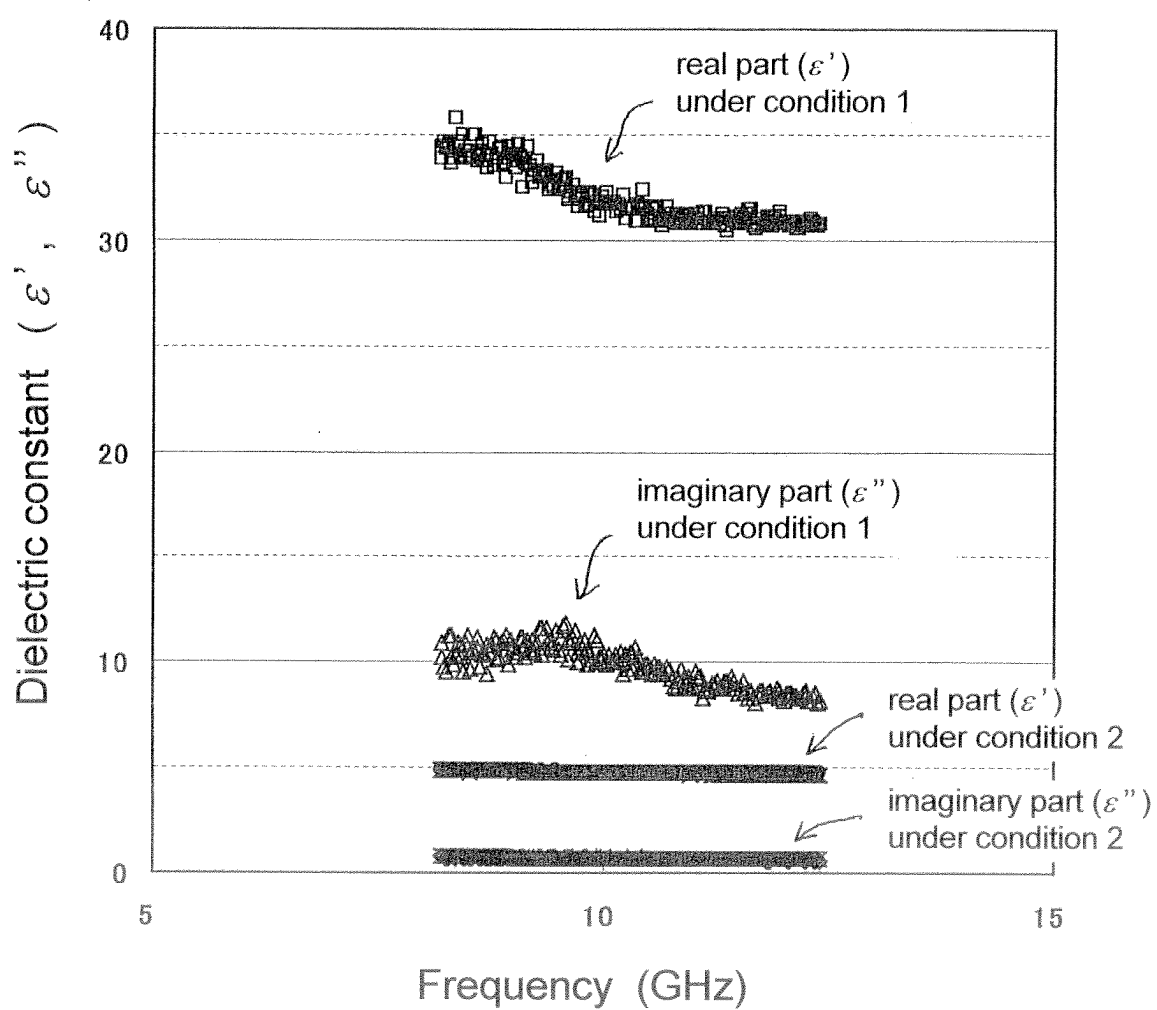 40
real part (ε’)
under condition 1
30
Dielectric constant ( ε’ , ε” )
20
imaginary part (ε”)
under condition 1
10
real part (ε’)
under condition 2
imaginary part (ε”)
under condition 2
0
5 10 15
Frequency (GHz)